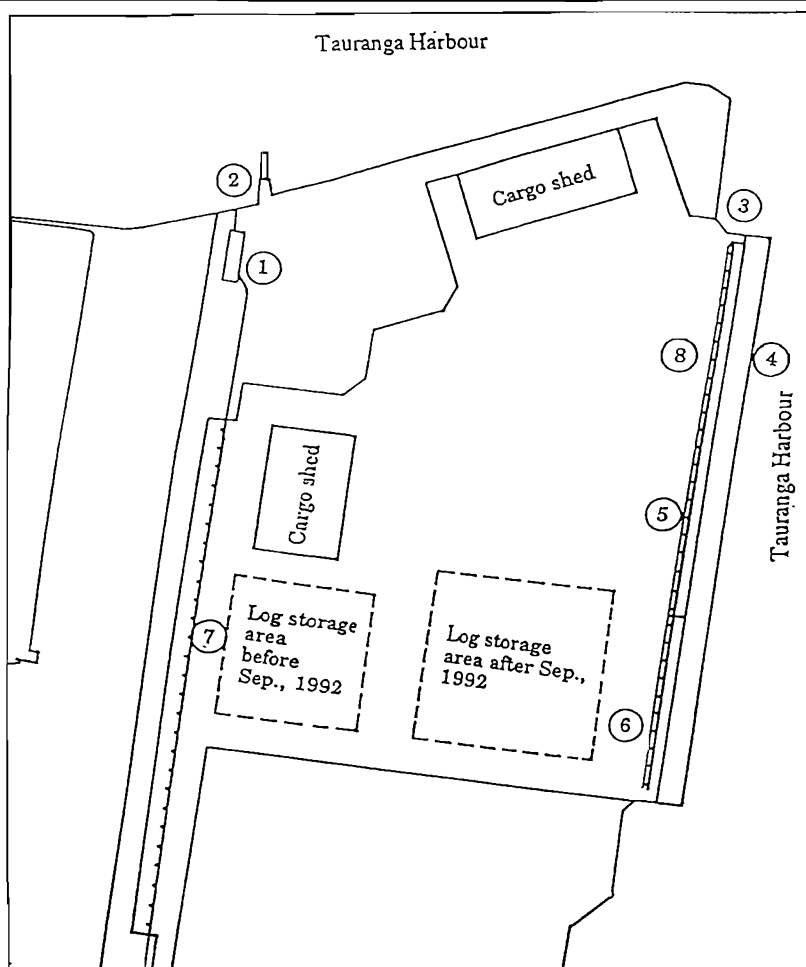 Tauranga Harbour
2
Cargo shed
3
1
8
4
Tauranga Harbour
Cargo shed
5
Log storage
area
before
Sep., 1992
Log storage
area after Sep.,
1992
7
6